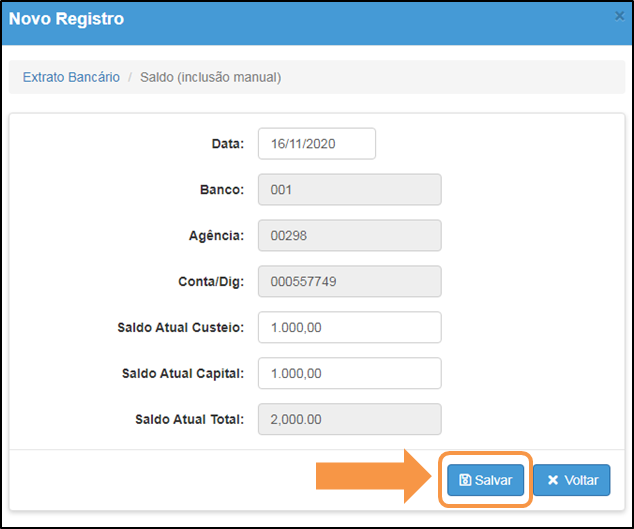 Novo Registro ×
Extrato Bancário / Saldo (inclusão manual)
Data: 16/11/2020
Banco: 001
Agência: 00298
Conta/Dig: 000557749
Saldo Atual Custeio: 1.000,00
Saldo Atual Capital: 1.000,00
Saldo Atual Total: 2,000.00
Salvar × Voltar